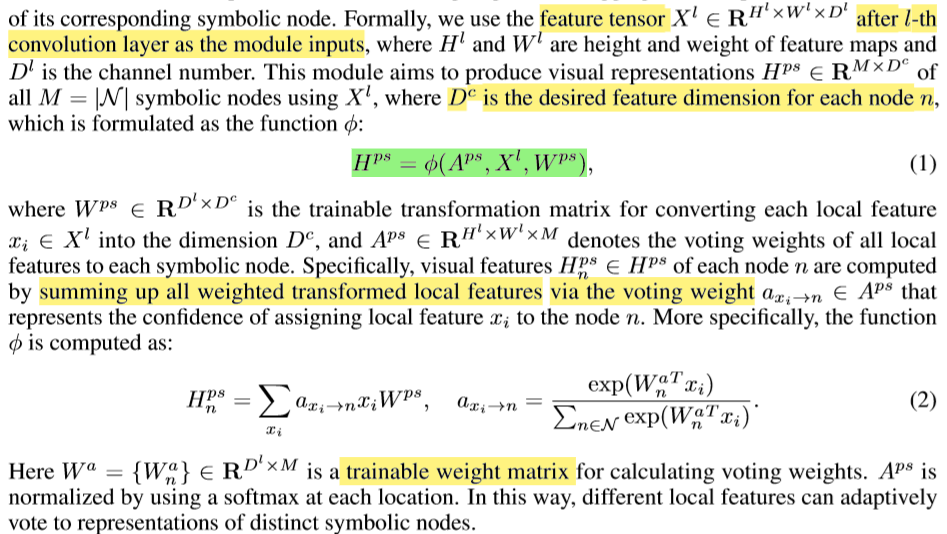 of its corresponding symbolic node. Formally, we use the feature tensor $X^l \in \mathbf{R}^{H^l \times W^l \times D^l}$ after $l$-th
convolution layer as the module inputs, where $H^l$ and $W^l$ are height and weight of feature maps and
$D^l$ is the channel number. This module aims to produce visual representations $H^{ps} \in \mathbf{R}^{M \times D^c}$ of
all $M = |\mathcal{N}|$ symbolic nodes using $X^l$, where $D^c$ is the desired feature dimension for each node $n$,
which is formulated as the function $\phi$:
$H^{ps} = \phi(A^{ps}, X^l, W^{ps}),$ (1)
where $W^{ps} \in \mathbf{R}^{D^l \times D^c}$ is the trainable transformation matrix for converting each local feature
$x_i \in X^l$ into the dimension $D^c$, and $A^{ps} \in \mathbf{R}^{H^l \times W^l \times M}$ denotes the voting weights of all local
features to each symbolic node. Specifically, visual features $H_n^{ps} \in H^{ps}$ of each node $n$ are computed
by summing up all weighted transformed local features via the voting weight $a_{x_i \to n} \in A^{ps}$ that
represents the confidence of assigning local feature $x_i$ to the node $n$. More specifically, the function
$\phi$ is computed as:
$H_n^{ps} = \sum_{x_i} a_{x_i \to n} x_i W^{ps}, \quad a_{x_i \to n} = \frac{\exp(W_n^{aT} x_i)}{\sum_{n \in \mathcal{N}} \exp(W_n^{aT} x_i)}.$ (2)
Here $W^a = \{W_n^a\} \in \mathbf{R}^{D^l \times M}$ is a trainable weight matrix for calculating voting weights. $A^{ps}$ is
normalized by using a softmax at each location. In this way, different local features can adaptively
vote to representations of distinct symbolic nodes.